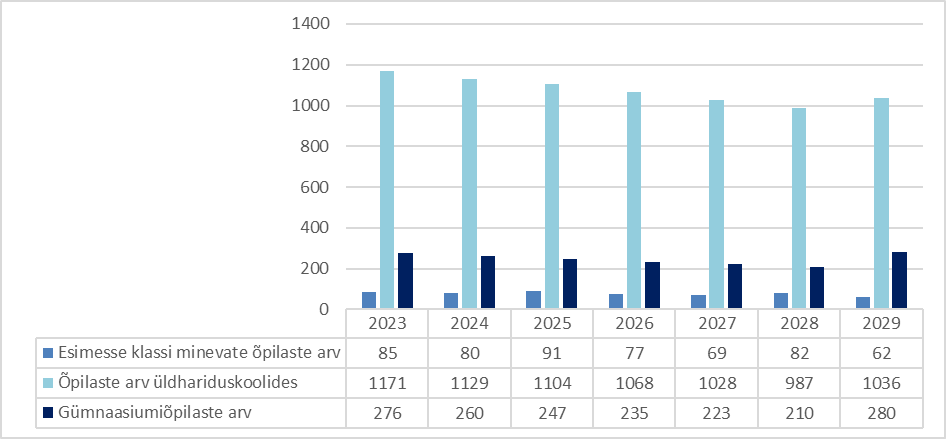 1400
1200
1000
800
600
400
200
0
2023 2024 2025 2026 2027 2028 2029
Esimesse klassi minevate õpilaste arv 85 80 91 77 69 82 62
Õpilaste arv üldhariduskoolides 1171 1129 1104 1068 1028 987 1036
Gümnaasiumiõpilaste arv 276 260 247 235 223 210 280